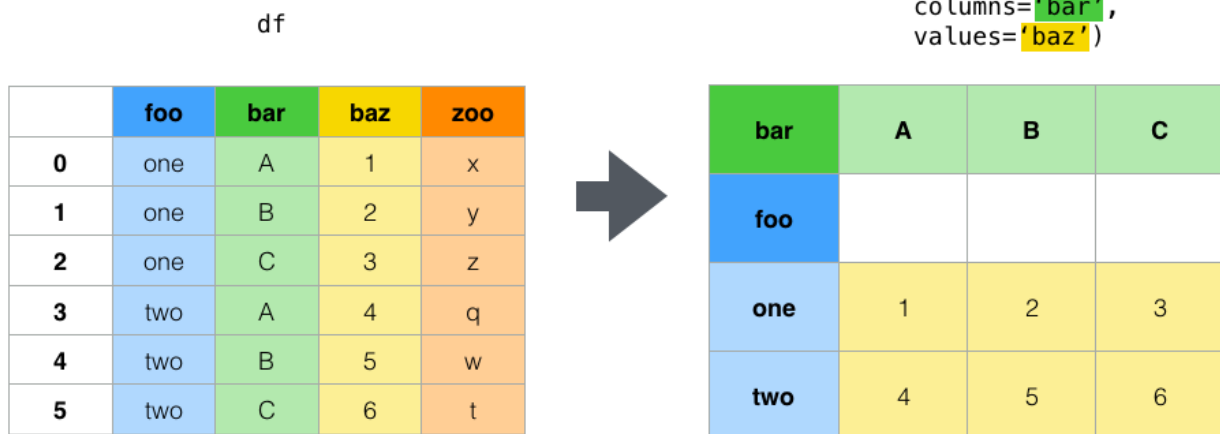 df
columns=‘bar’,
values=‘baz’)
foo bar baz zoo
0 one A 1 x
1 one B 2 y
2 one C 3 z
3 two A 4 q
4 two B 5 w
5 two C 6 t
bar A B C
foo
one 1 2 3
two 4 5 6